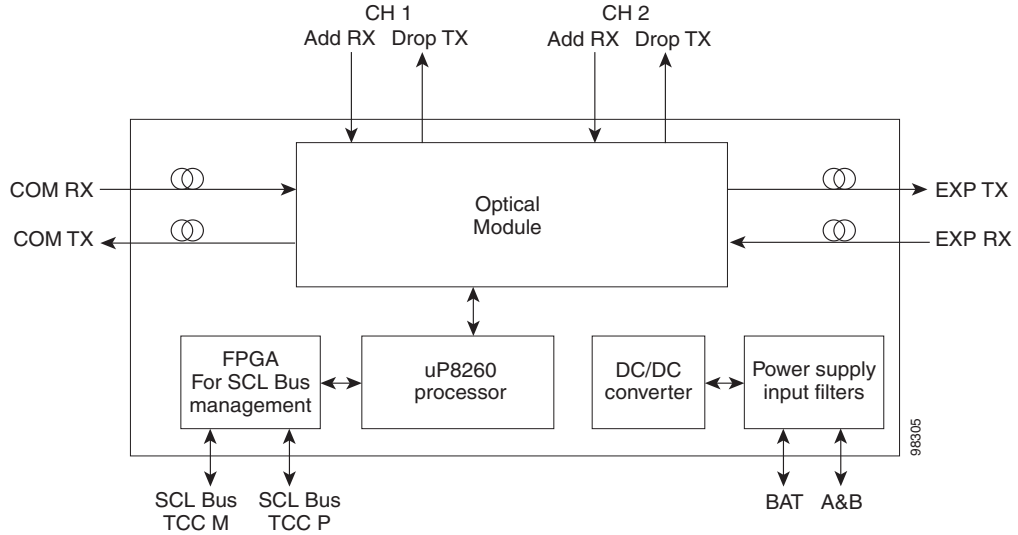 CH 1
CH 2
Add RX Drop TX
Add RX Drop TX
COM RX
EXP TX
Optical
Module
COM TX
EXP RX
FPGA
For SCL Bus
management
uP8260
processor
DC/DC
converter
Power supply
input filters
98305
SCL Bus
TCC M
SCL Bus
TCC P
BAT
A&B